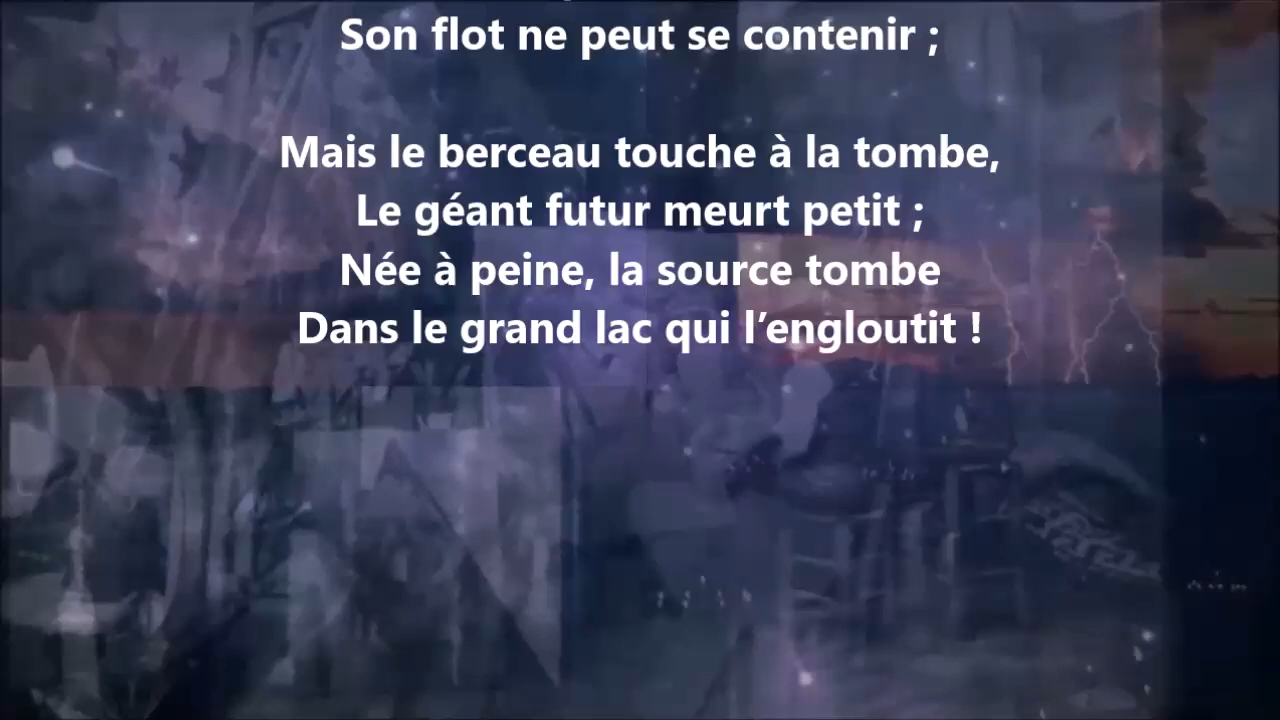 Son flot ne peut se contenir ;
Mais le berceau touche à la tombe,
Le géant futur meurt petit ;
Née à peine, la source tombe
Dans le grand lac qui l’engloutit !